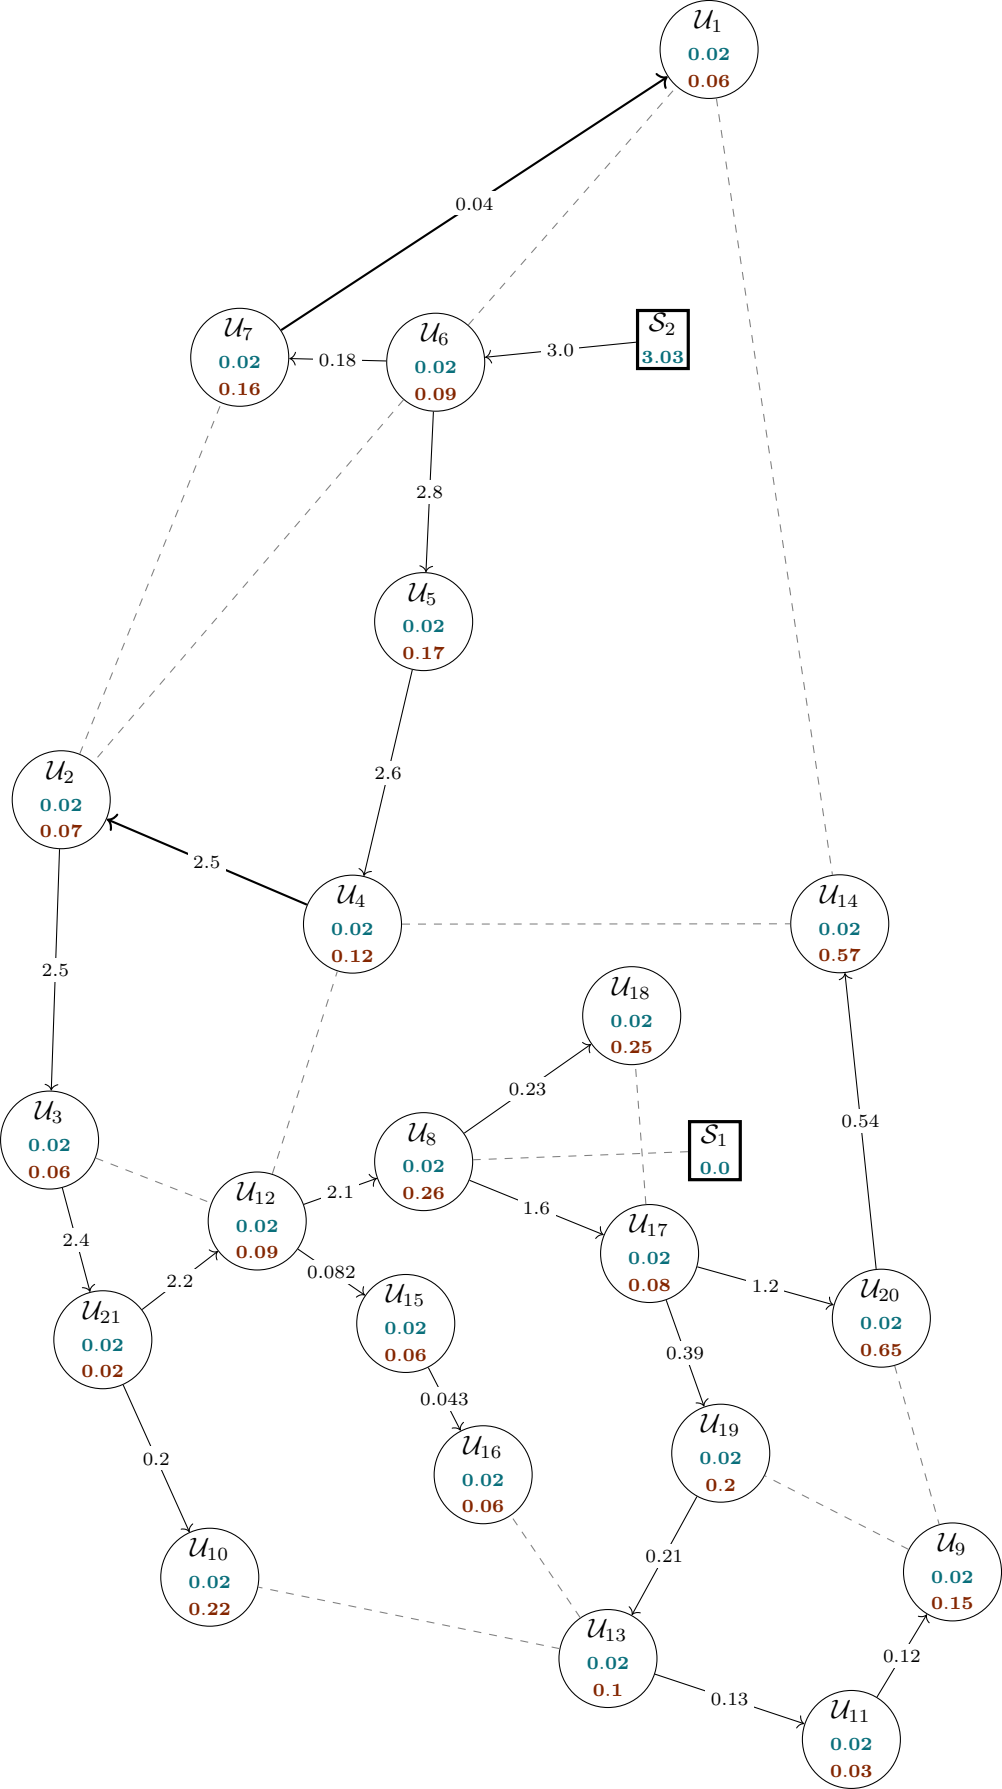 𝒰₁
0.02
0.06
0.04
𝒰₇
0.02
0.16
0.18
𝒰₆
0.02
0.09
3.0
𝒮₂
3.03
2.8
𝒰₅
0.02
0.17
2.6
𝒰₂
0.02
0.07
2.5
𝒰₄
0.02
0.12
𝒰₁₄
0.02
0.57
2.5
𝒰₁₈
0.02
0.25
0.23
𝒰₃
0.02
0.06
𝒰₈
0.02
0.26
𝒮₁
0.0
0.54
𝒰₁₂
0.02
0.09
2.1
1.6
𝒰₁₇
0.02
0.08
2.4
2.2
0.082
1.2
𝒰₂₁
0.02
0.02
𝒰₁₅
0.02
0.06
𝒰₂₀
0.02
0.65
0.39
0.043
0.2
𝒰₁₆
0.02
0.06
𝒰₁₉
0.02
0.2
𝒰₁₀
0.02
0.22
0.21
𝒰₉
0.02
0.15
𝒰₁₃
0.02
0.1
0.12
0.13
𝒰₁₁
0.02
0.03